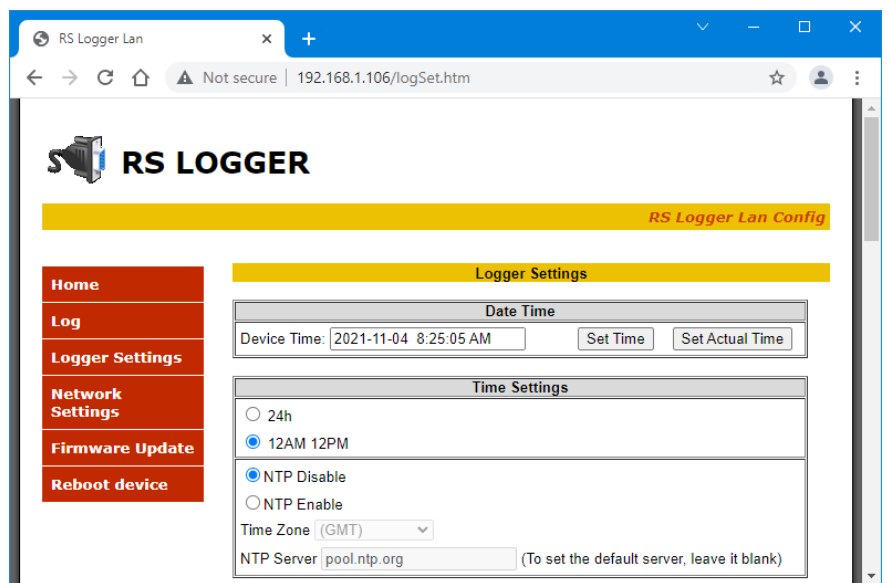 RS Logger Lan
Not secure | 192.168.1.106/logSet.htm
RS LOGGER
RS Logger Lan Config
Home
Log
Logger Settings
Network
Settings
Firmware Update
Reboot device
Logger Settings
Date Time
Device Time: 2021-11-04 8:25:05 AM Set Time Set Actual Time
Time Settings
24h
12AM 12PM
NTP Disable
NTP Enable
Time Zone (GMT)
NTP Server pool.ntp.org (To set the default server, leave it blank)